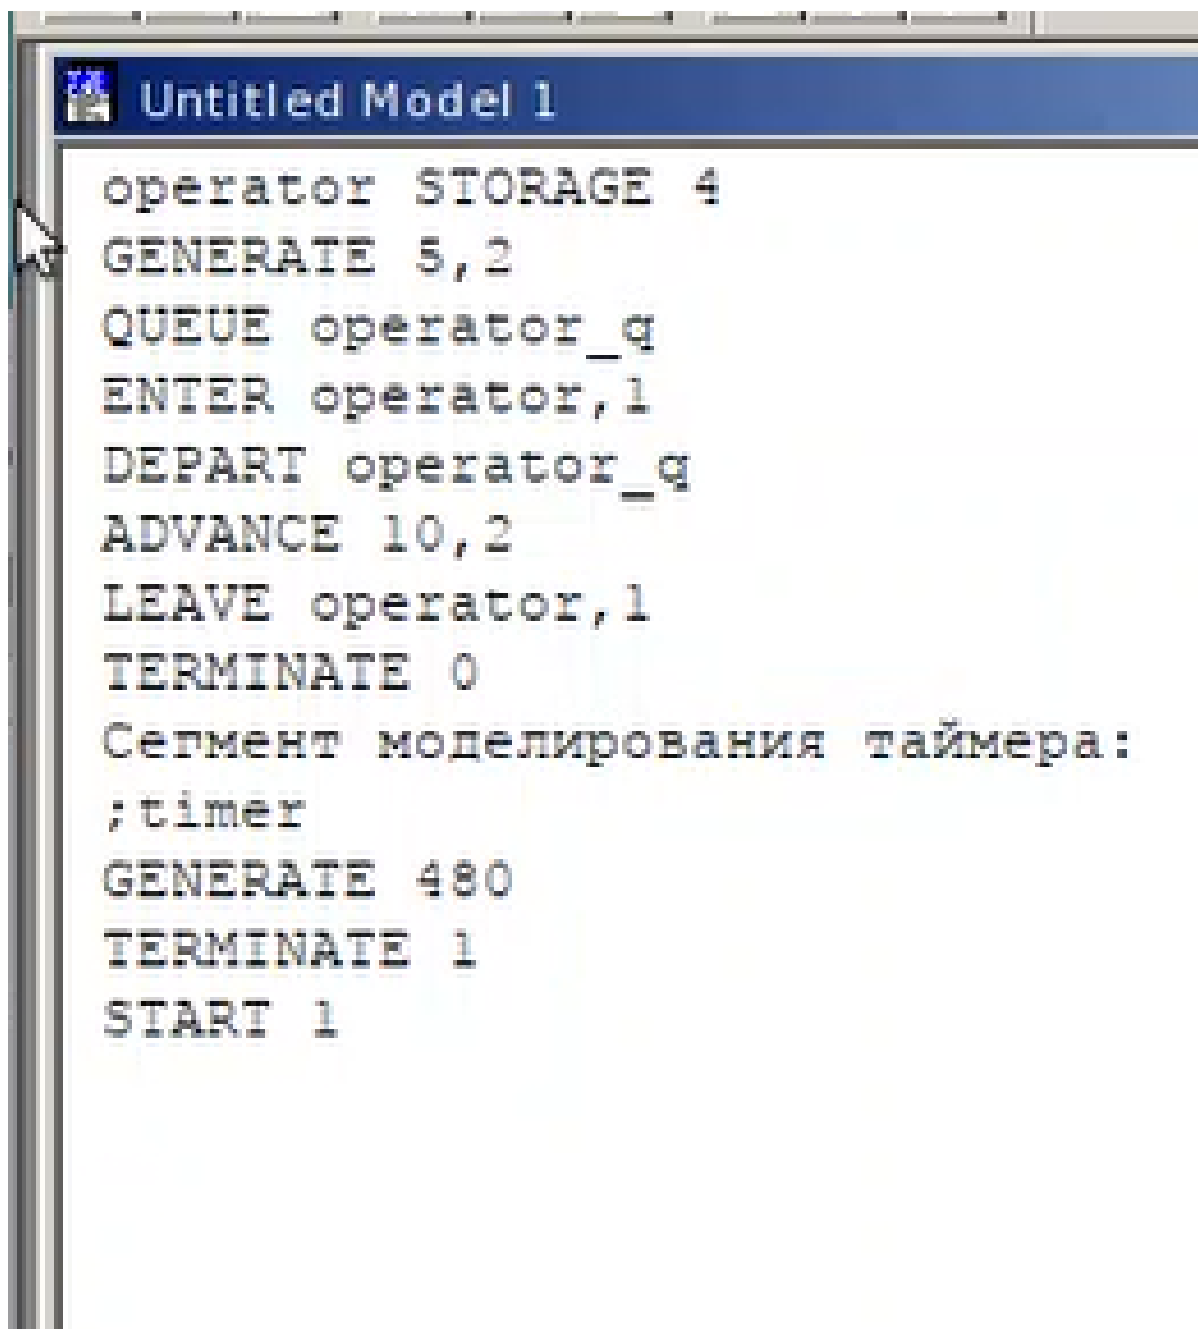 Untitled Model 1
operator STORAGE 4
GENERATE 5,2
QUEUE operator_q
ENTER operator,1
DEPART operator_q
ADVANCE 10,2
LEAVE operator,1
TERMINATE 0
Сегмент моделирования таймера:
;timer
GENERATE 480
TERMINATE 1
START 1